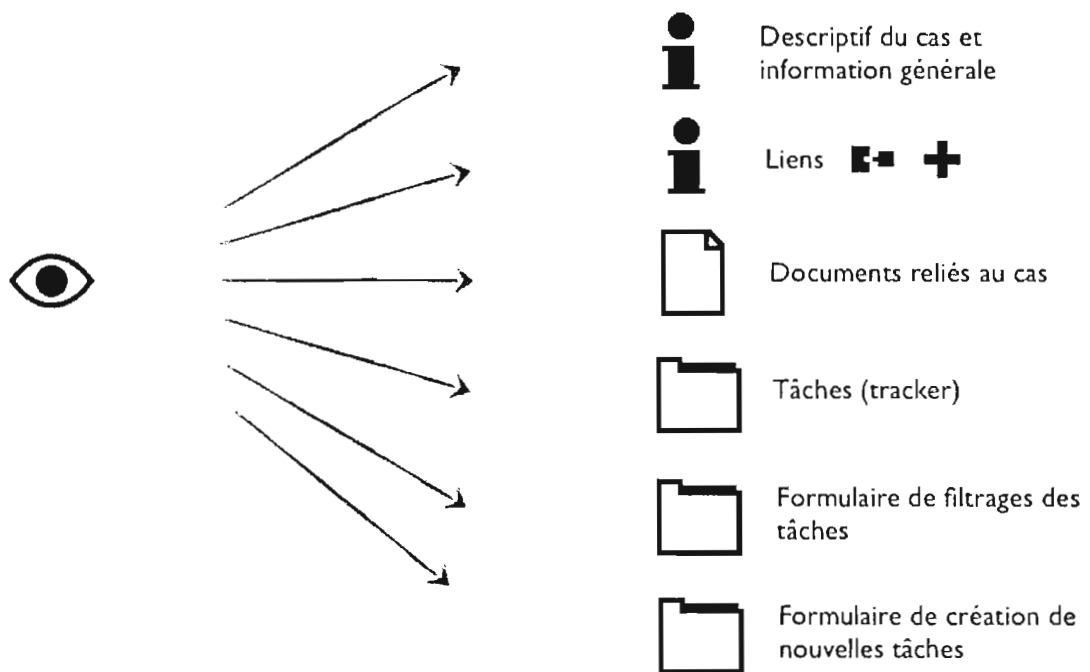 Descriptif du cas et
information générale
Liens
Documents reliés au cas
Tâches (tracker)
Formulaire de filtrages des
tâches
Formulaire de création de
nouvelles tâches